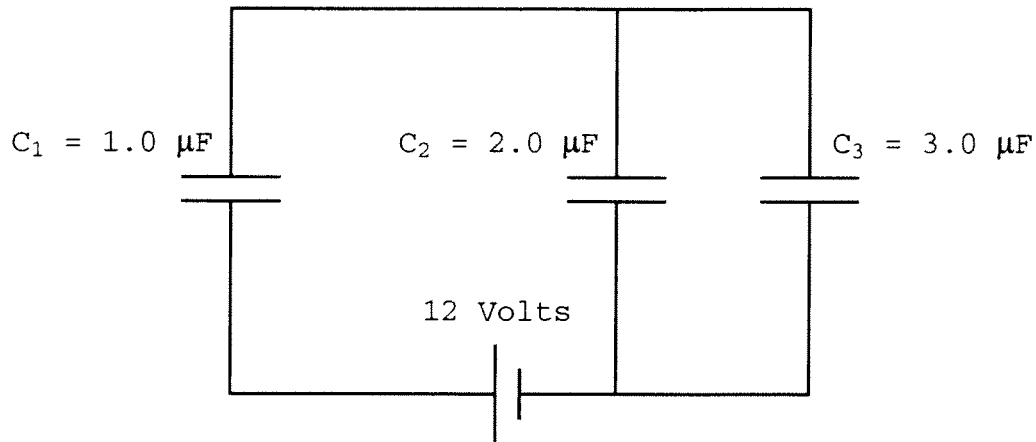 C₁ = 1.0 μF
C₂ = 2.0 μF
C₃ = 3.0 μF
12 Volts